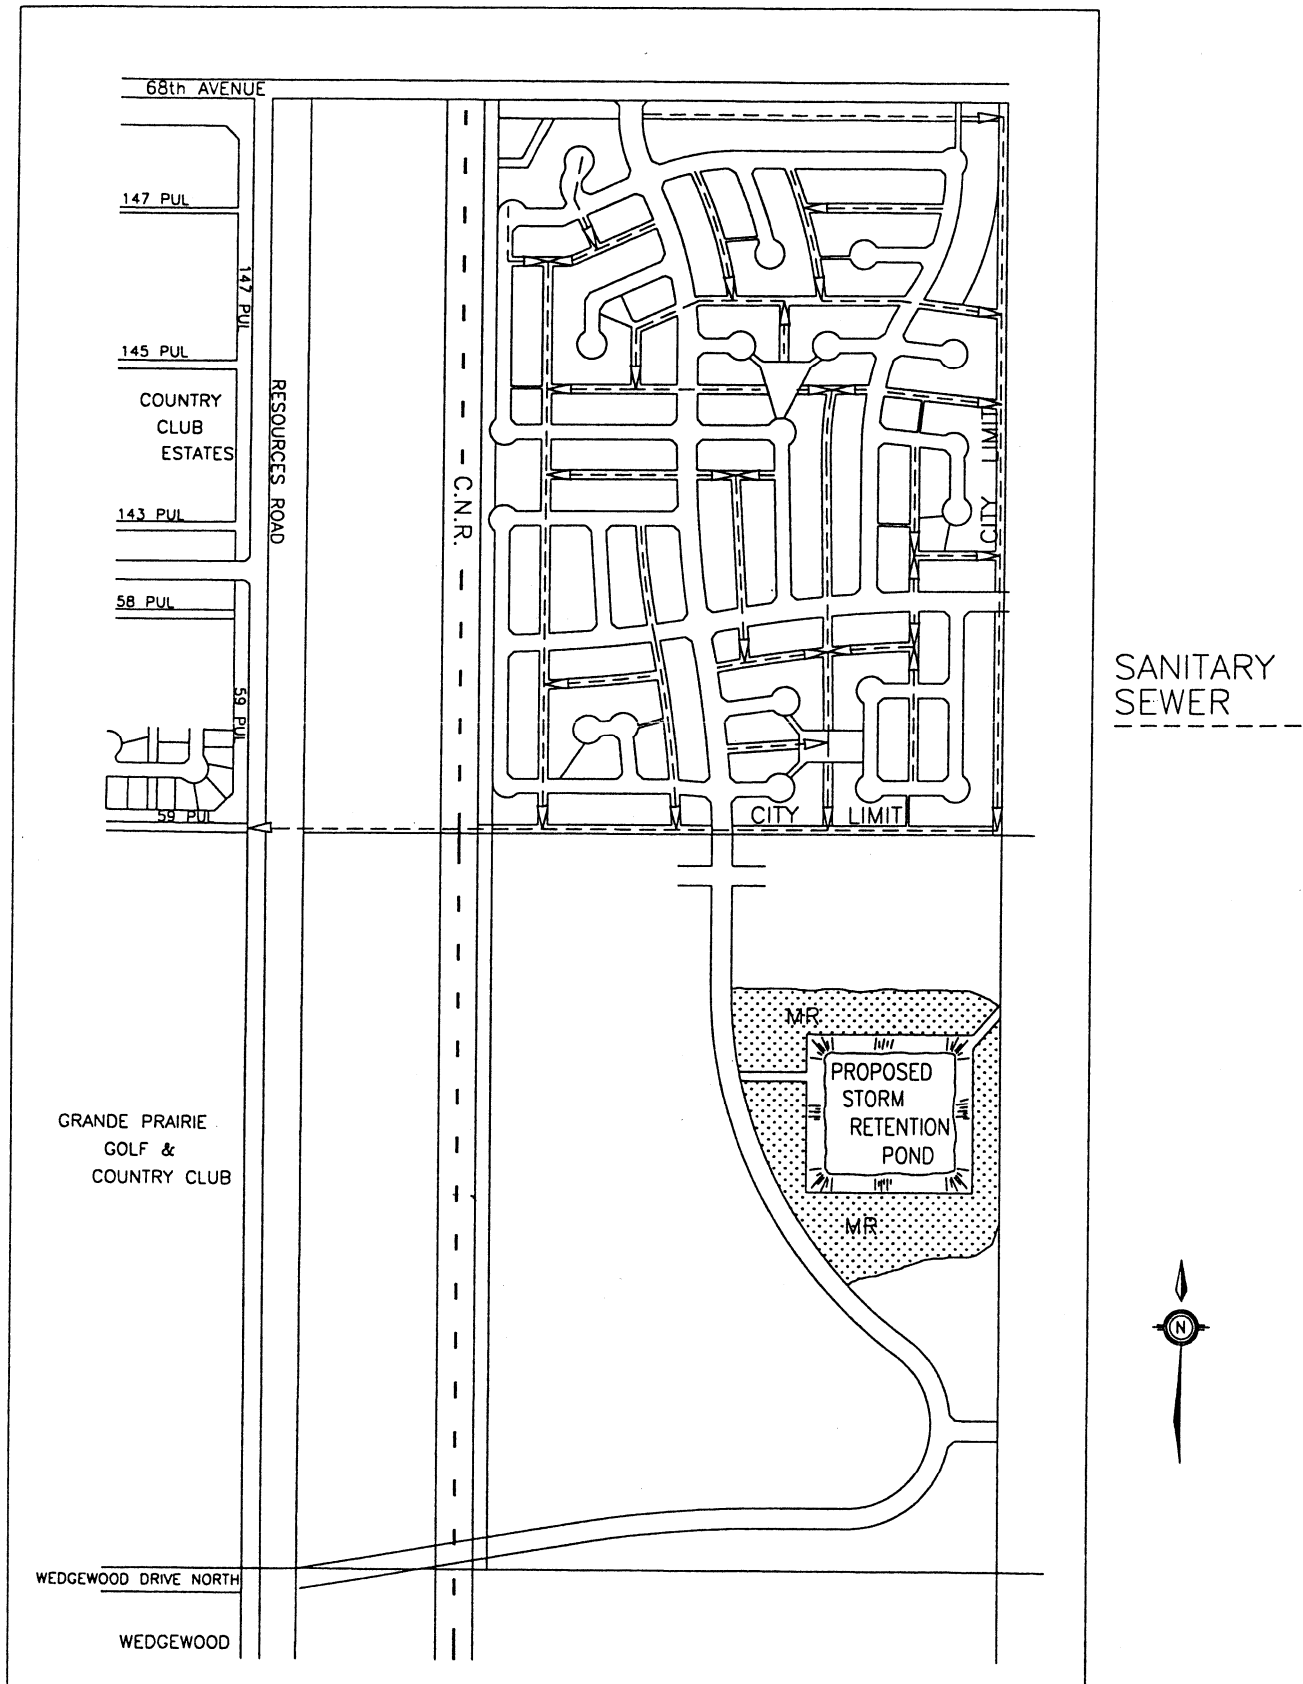 68th AVENUE
147 PUL
147 PUL
145 PUL
COUNTRY
CLUB
ESTATES
RESOURCES ROAD
C.N.R.
CITY LIMIT
143 PUL
58 PUL
59 PUL
59 PUL
CITY LIMIT
SANITARY
SEWER
MR
PROPOSED
STORM
RETENTION
POND
MR
GRANDE PRAIRIE
GOLF &
COUNTRY CLUB
N
WEDGEWOOD DRIVE NORTH
WEDGEWOOD